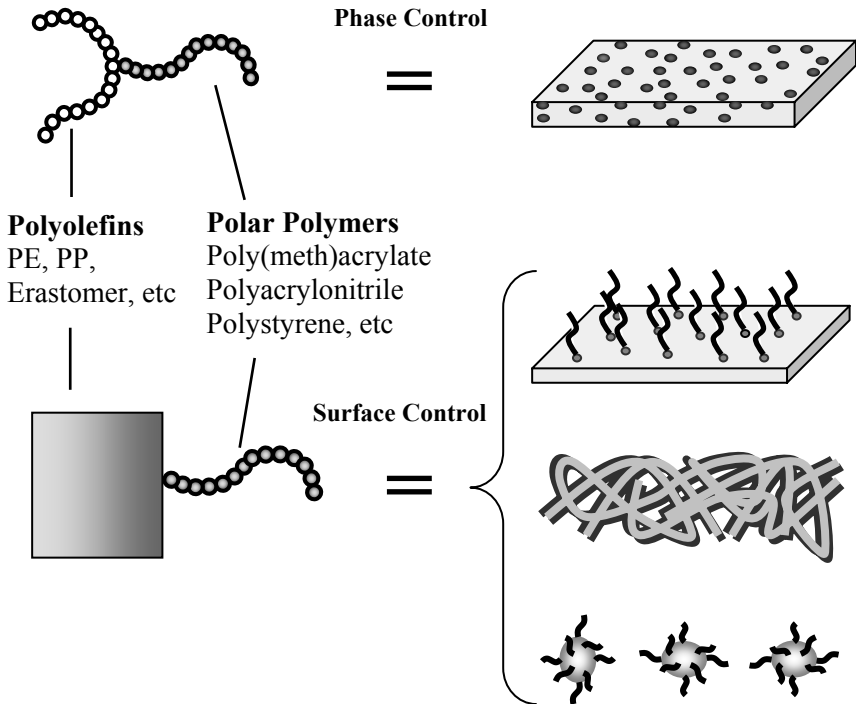 Phase Control
Polyolefins
PE, PP,
Erastomer, etc
Polar Polymers
Poly(meth)acrylate
Polyacrylonitrile
Polystyrene, etc
Surface Control